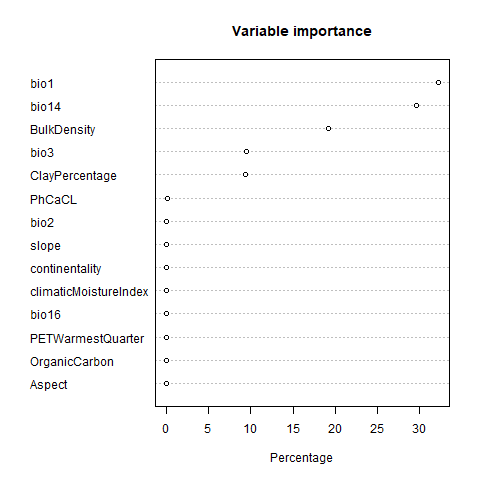 Variable importance
bio1
bio14
BulkDensity
bio3
ClayPercentage
PhCaCL
bio2
slope
continentality
climaticMoistureIndex
bio16
PETWarmestQuarter
OrganicCarbon
Aspect
0 5 10 15 20 25 30
Percentage